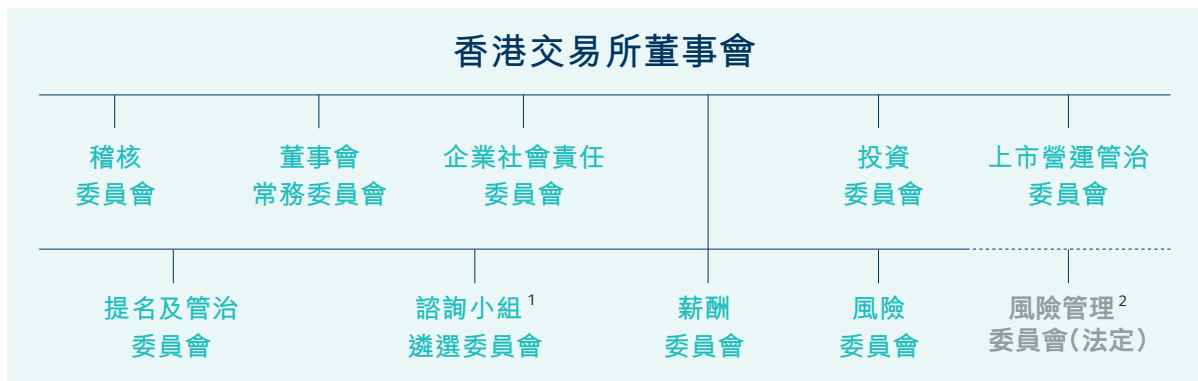 香港交易所董事會
稽核
委員會
董事會
常務委員會
企業社會責任
委員會
投資
委員會
上市營運管治
委員會
提名及管治
委員會
諮詢小組1
遴選委員會
薪酬
委員會
風險
委員會
風險管理2
委員會(法定)